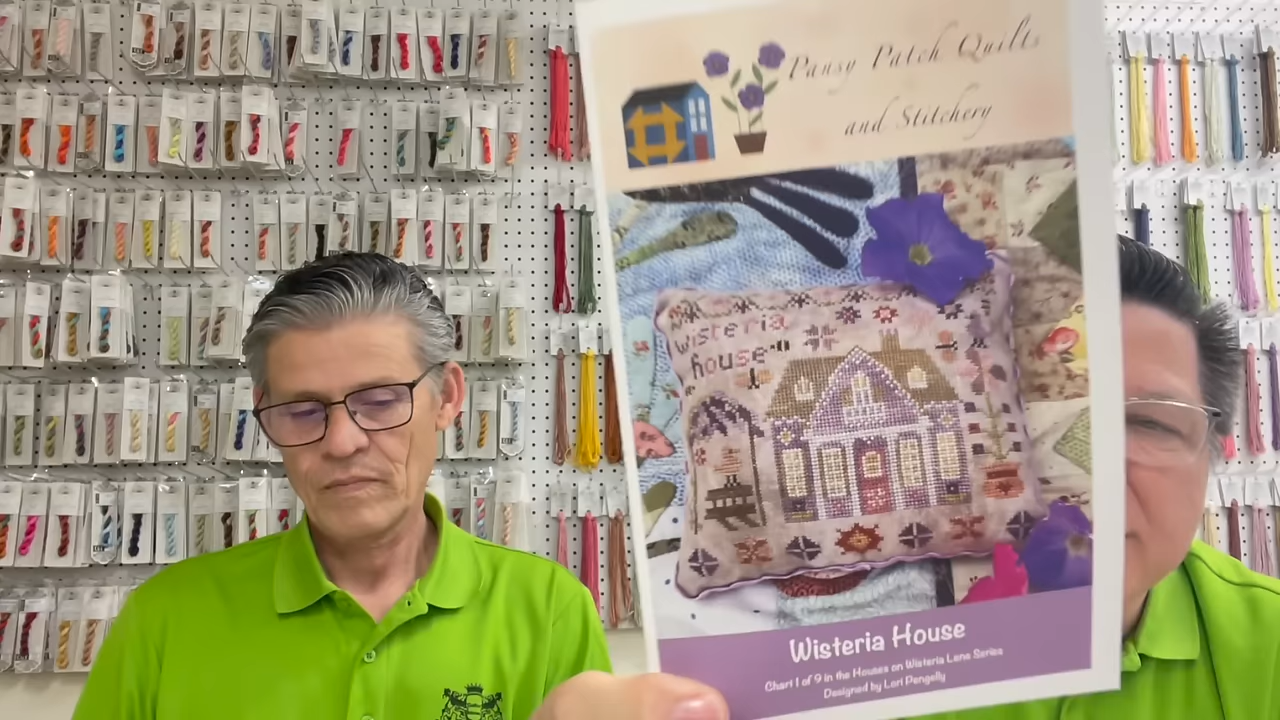 Pansy Patch Quilts
and Stitchery
wisteria
house
Wisteria House
Chart 1 of 9 in the Houses on Wisteria Lane Series
Designed by Lori Pengelly